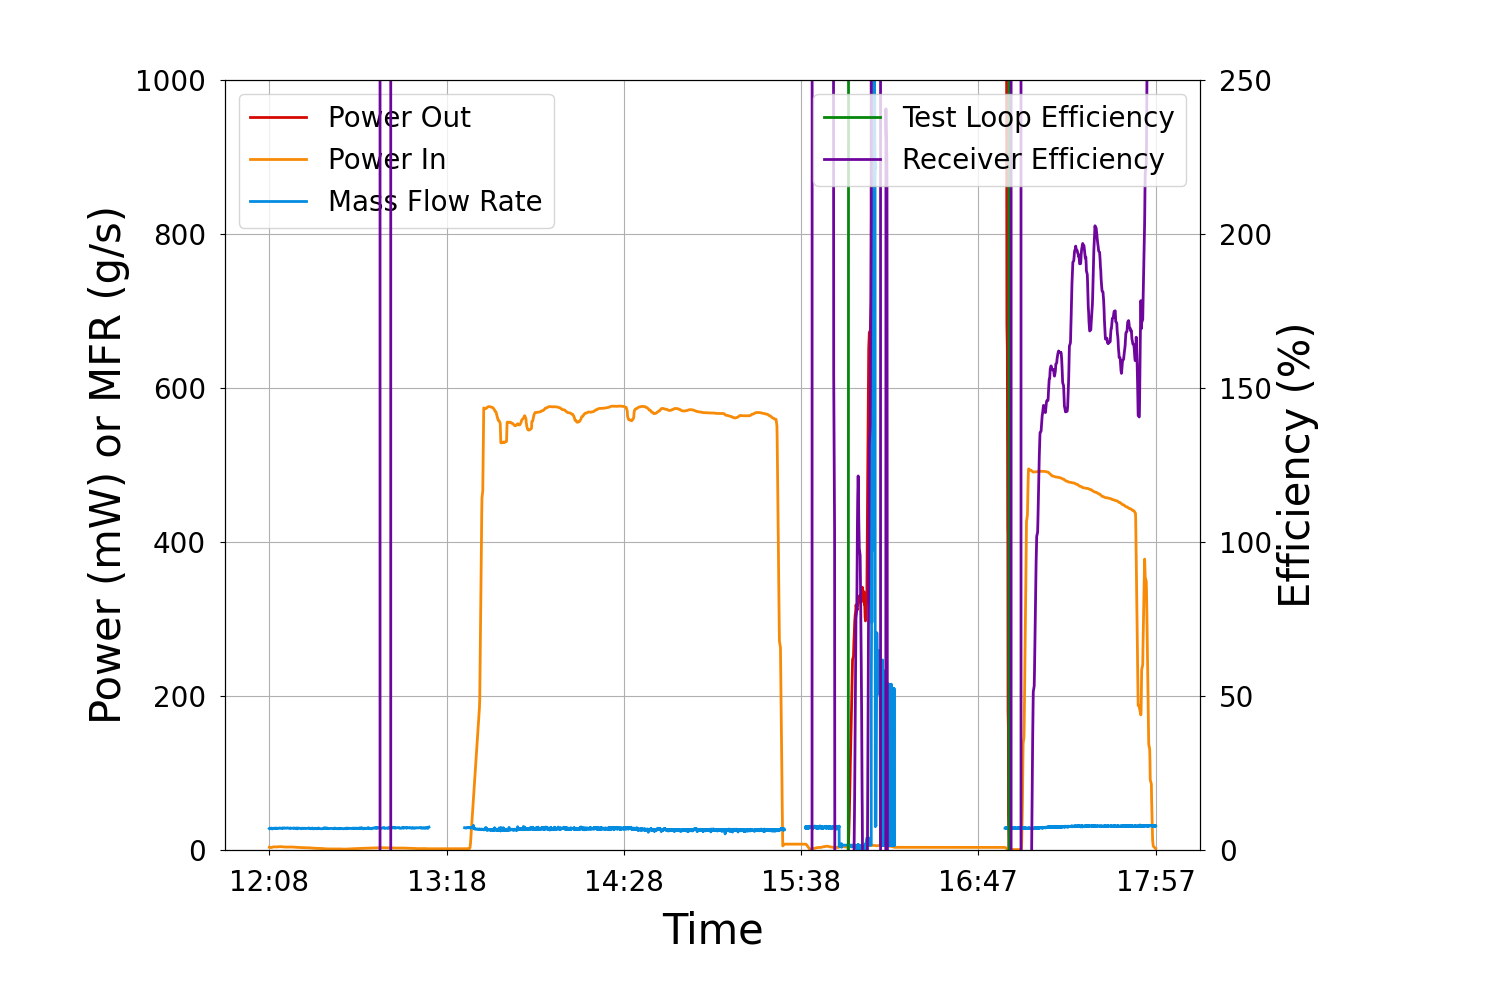 1000
800
600
400
200
0
Power (mW) or MFR (g/s)
Power Out
Power In
Mass Flow Rate
Test Loop Efficiency
Receiver Efficiency
250
200
150
100
50
0
Efficiency (%)
12:08 13:18 14:28 15:38 16:47 17:57
Time